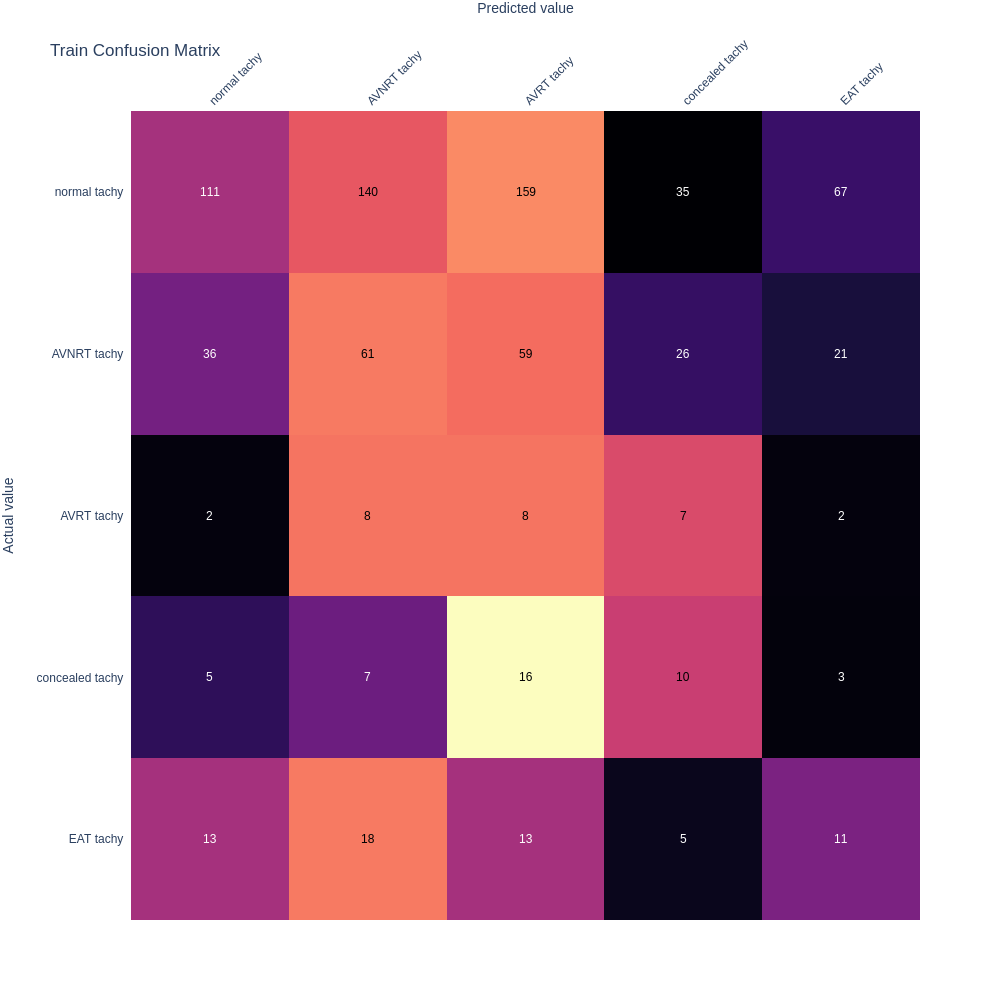 Predicted value
Train Confusion Matrix
normal tachy AVNRT tachy AVRT tachy concealed tachy EAT tachy
normal tachy 111 140 159 35 67
AVNRT tachy 36 61 59 26 21
Actual value
AVRT tachy 2 8 8 7 2
concealed tachy 5 7 16 10 3
EAT tachy 13 18 13 5 11